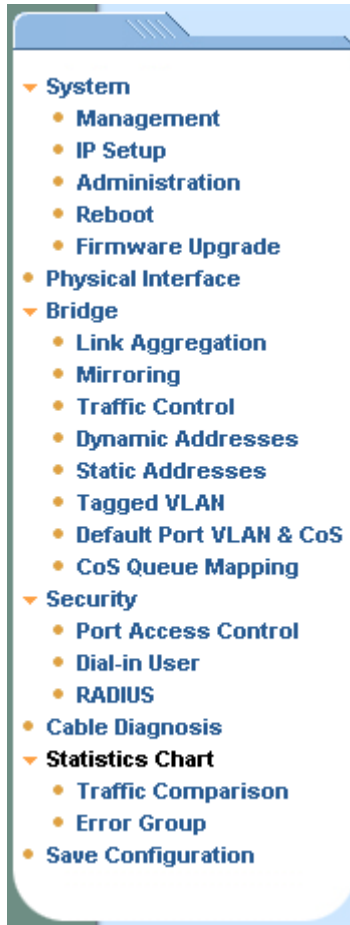 System
Management
IP Setup
Administration
Reboot
Firmware Upgrade
Physical Interface
Bridge
Link Aggregation
Mirroring
Traffic Control
Dynamic Addresses
Static Addresses
Tagged VLAN
Default Port VLAN & CoS
CoS Queue Mapping
Security
Port Access Control
Dial-in User
RADIUS
Cable Diagnosis
Statistics Chart
Traffic Comparison
Error Group
Save Configuration